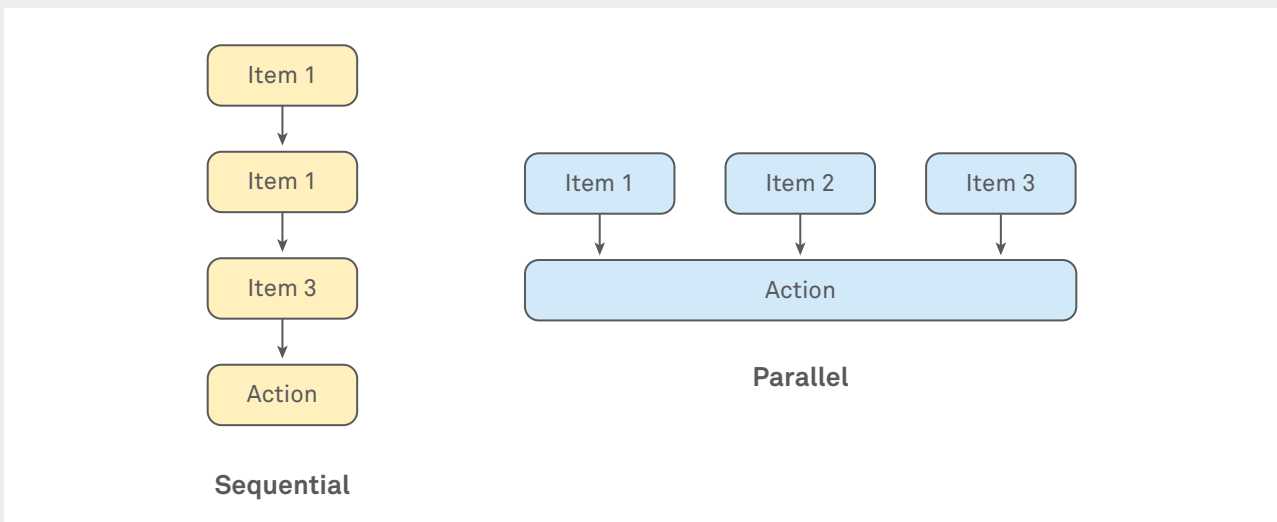 Item 1
Item 1
Item 3
Action
Sequential
Item 1 Item 2 Item 3
Action
Parallel